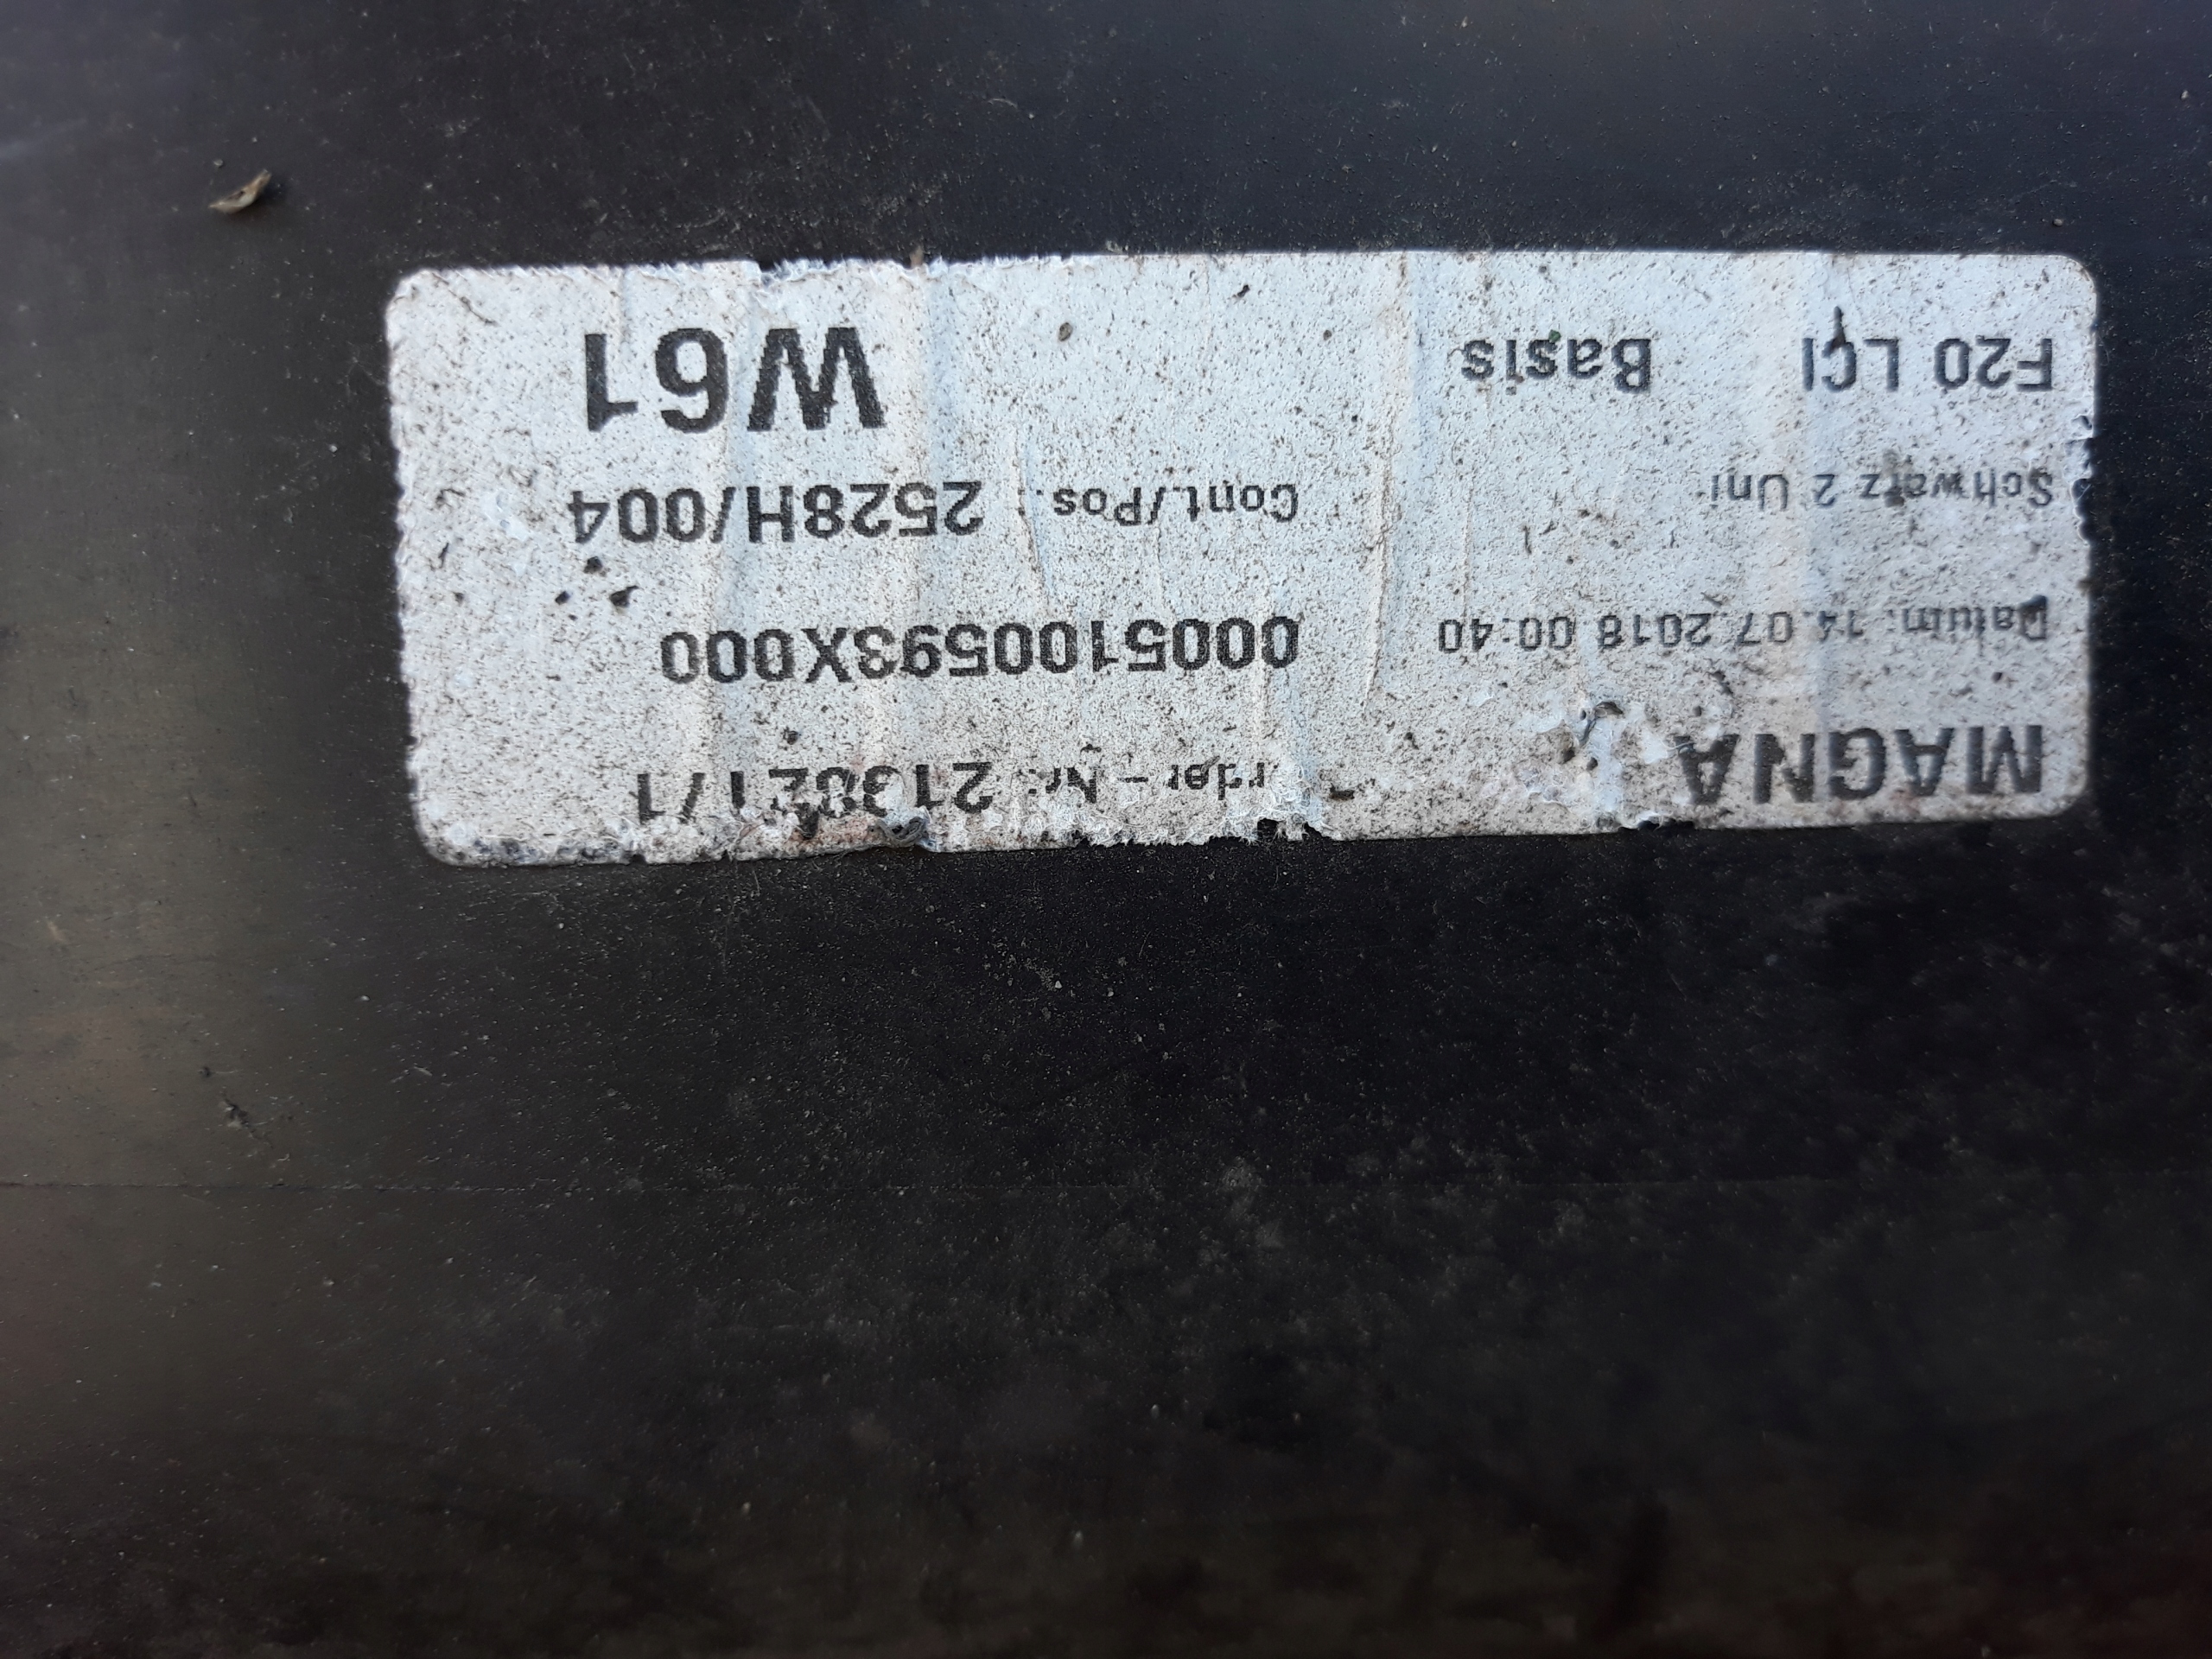 MAGNA rder - Nr.: 213821/1
Datum: 14.07.2018 00:40 0005100593X000
Schwarz 2 Uni Cont./Pos.: 2528H/004
F20 LCI Basis W61